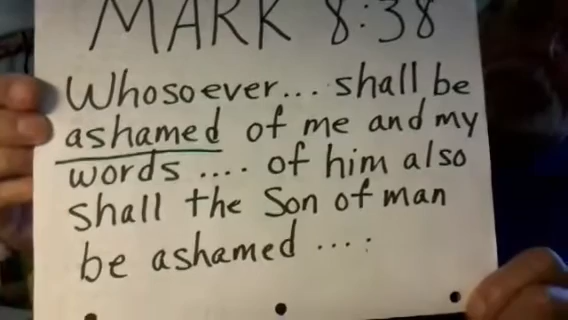 MARK 8:38
Whosoever... shall be
ashamed of me and my
words .... of him also
shall the Son of man
be ashamed ....: